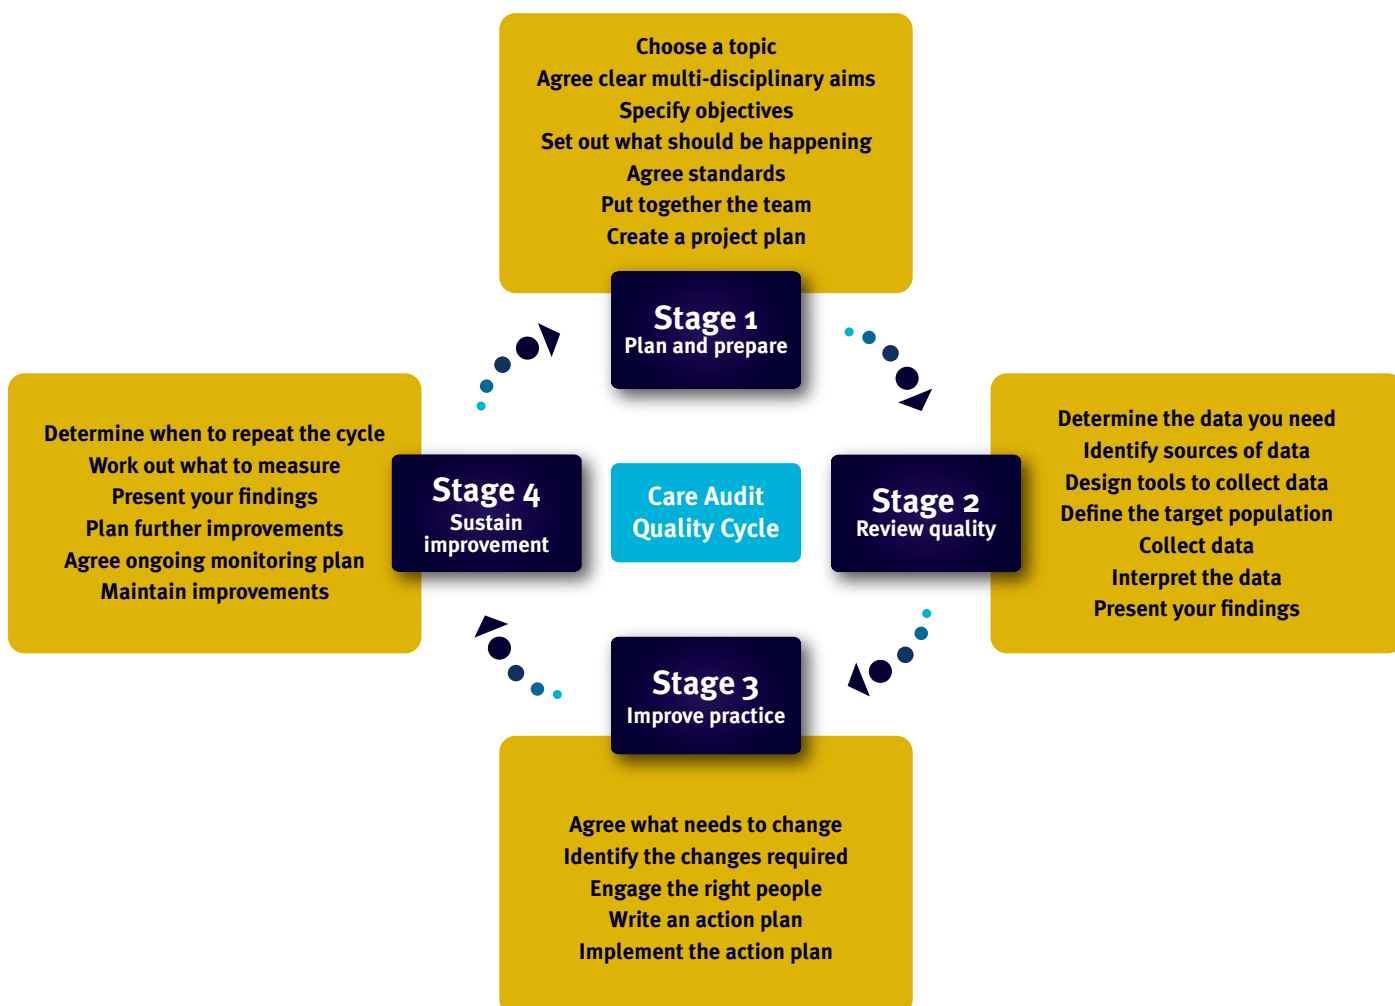 Choose a topic
Agree clear multi-disciplinary aims
Specify objectives
Set out what should be happening
Agree standards
Put together the team
Create a project plan
Stage 1
Plan and prepare
Determine the data you need
Identify sources of data
Design tools to collect data
Define the target population
Collect data
Interpret the data
Present your findings
Stage 2
Review quality
Care Audit
Quality Cycle
Stage 3
Improve practice
Agree what needs to change
Identify the changes required
Engage the right people
Write an action plan
Implement the action plan
Stage 4
Sustain
improvement
Determine when to repeat the cycle
Work out what to measure
Present your findings
Plan further improvements
Agree ongoing monitoring plan
Maintain improvements